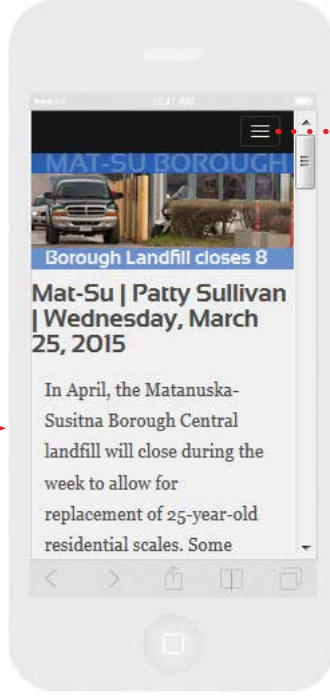 10:41 AM
MAT-SU BOROUGH
Borough Landfill closes 8
Mat-Su | Patty Sullivan
| Wednesday, March
25, 2015
In April, the Matanuska-
Susitna Borough Central
landfill will close during the
week to allow for
replacement of 25-year-old
residential scales. Some